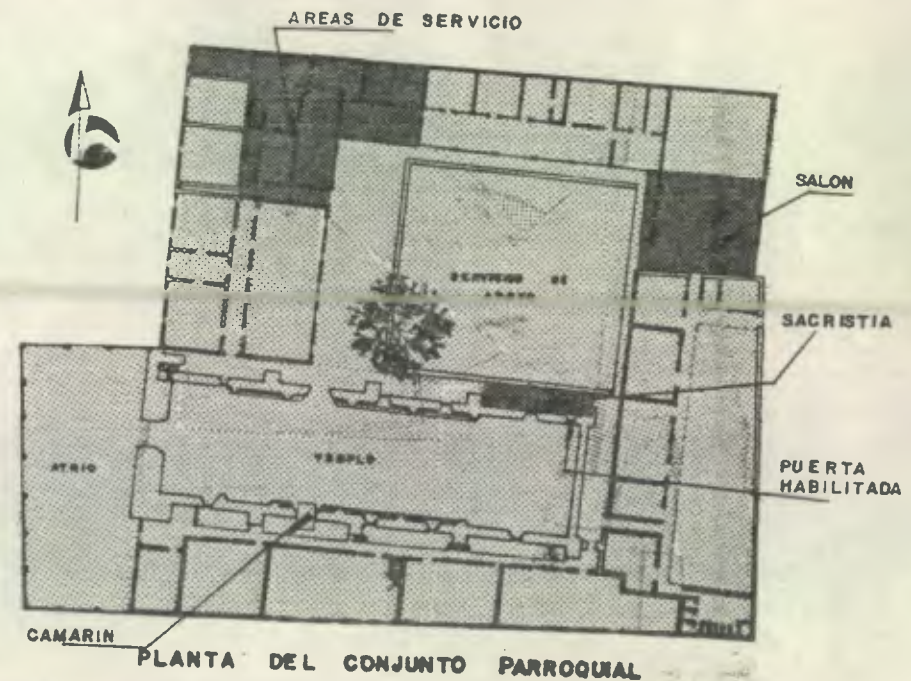 AREAS DE SERVICIO
SALON
SACRISTIA
ATRIO
TEMPLO
PUERTA
HABILITADA
CAMARIN
PLANTA DEL CONJUNTO PARROQUIAL